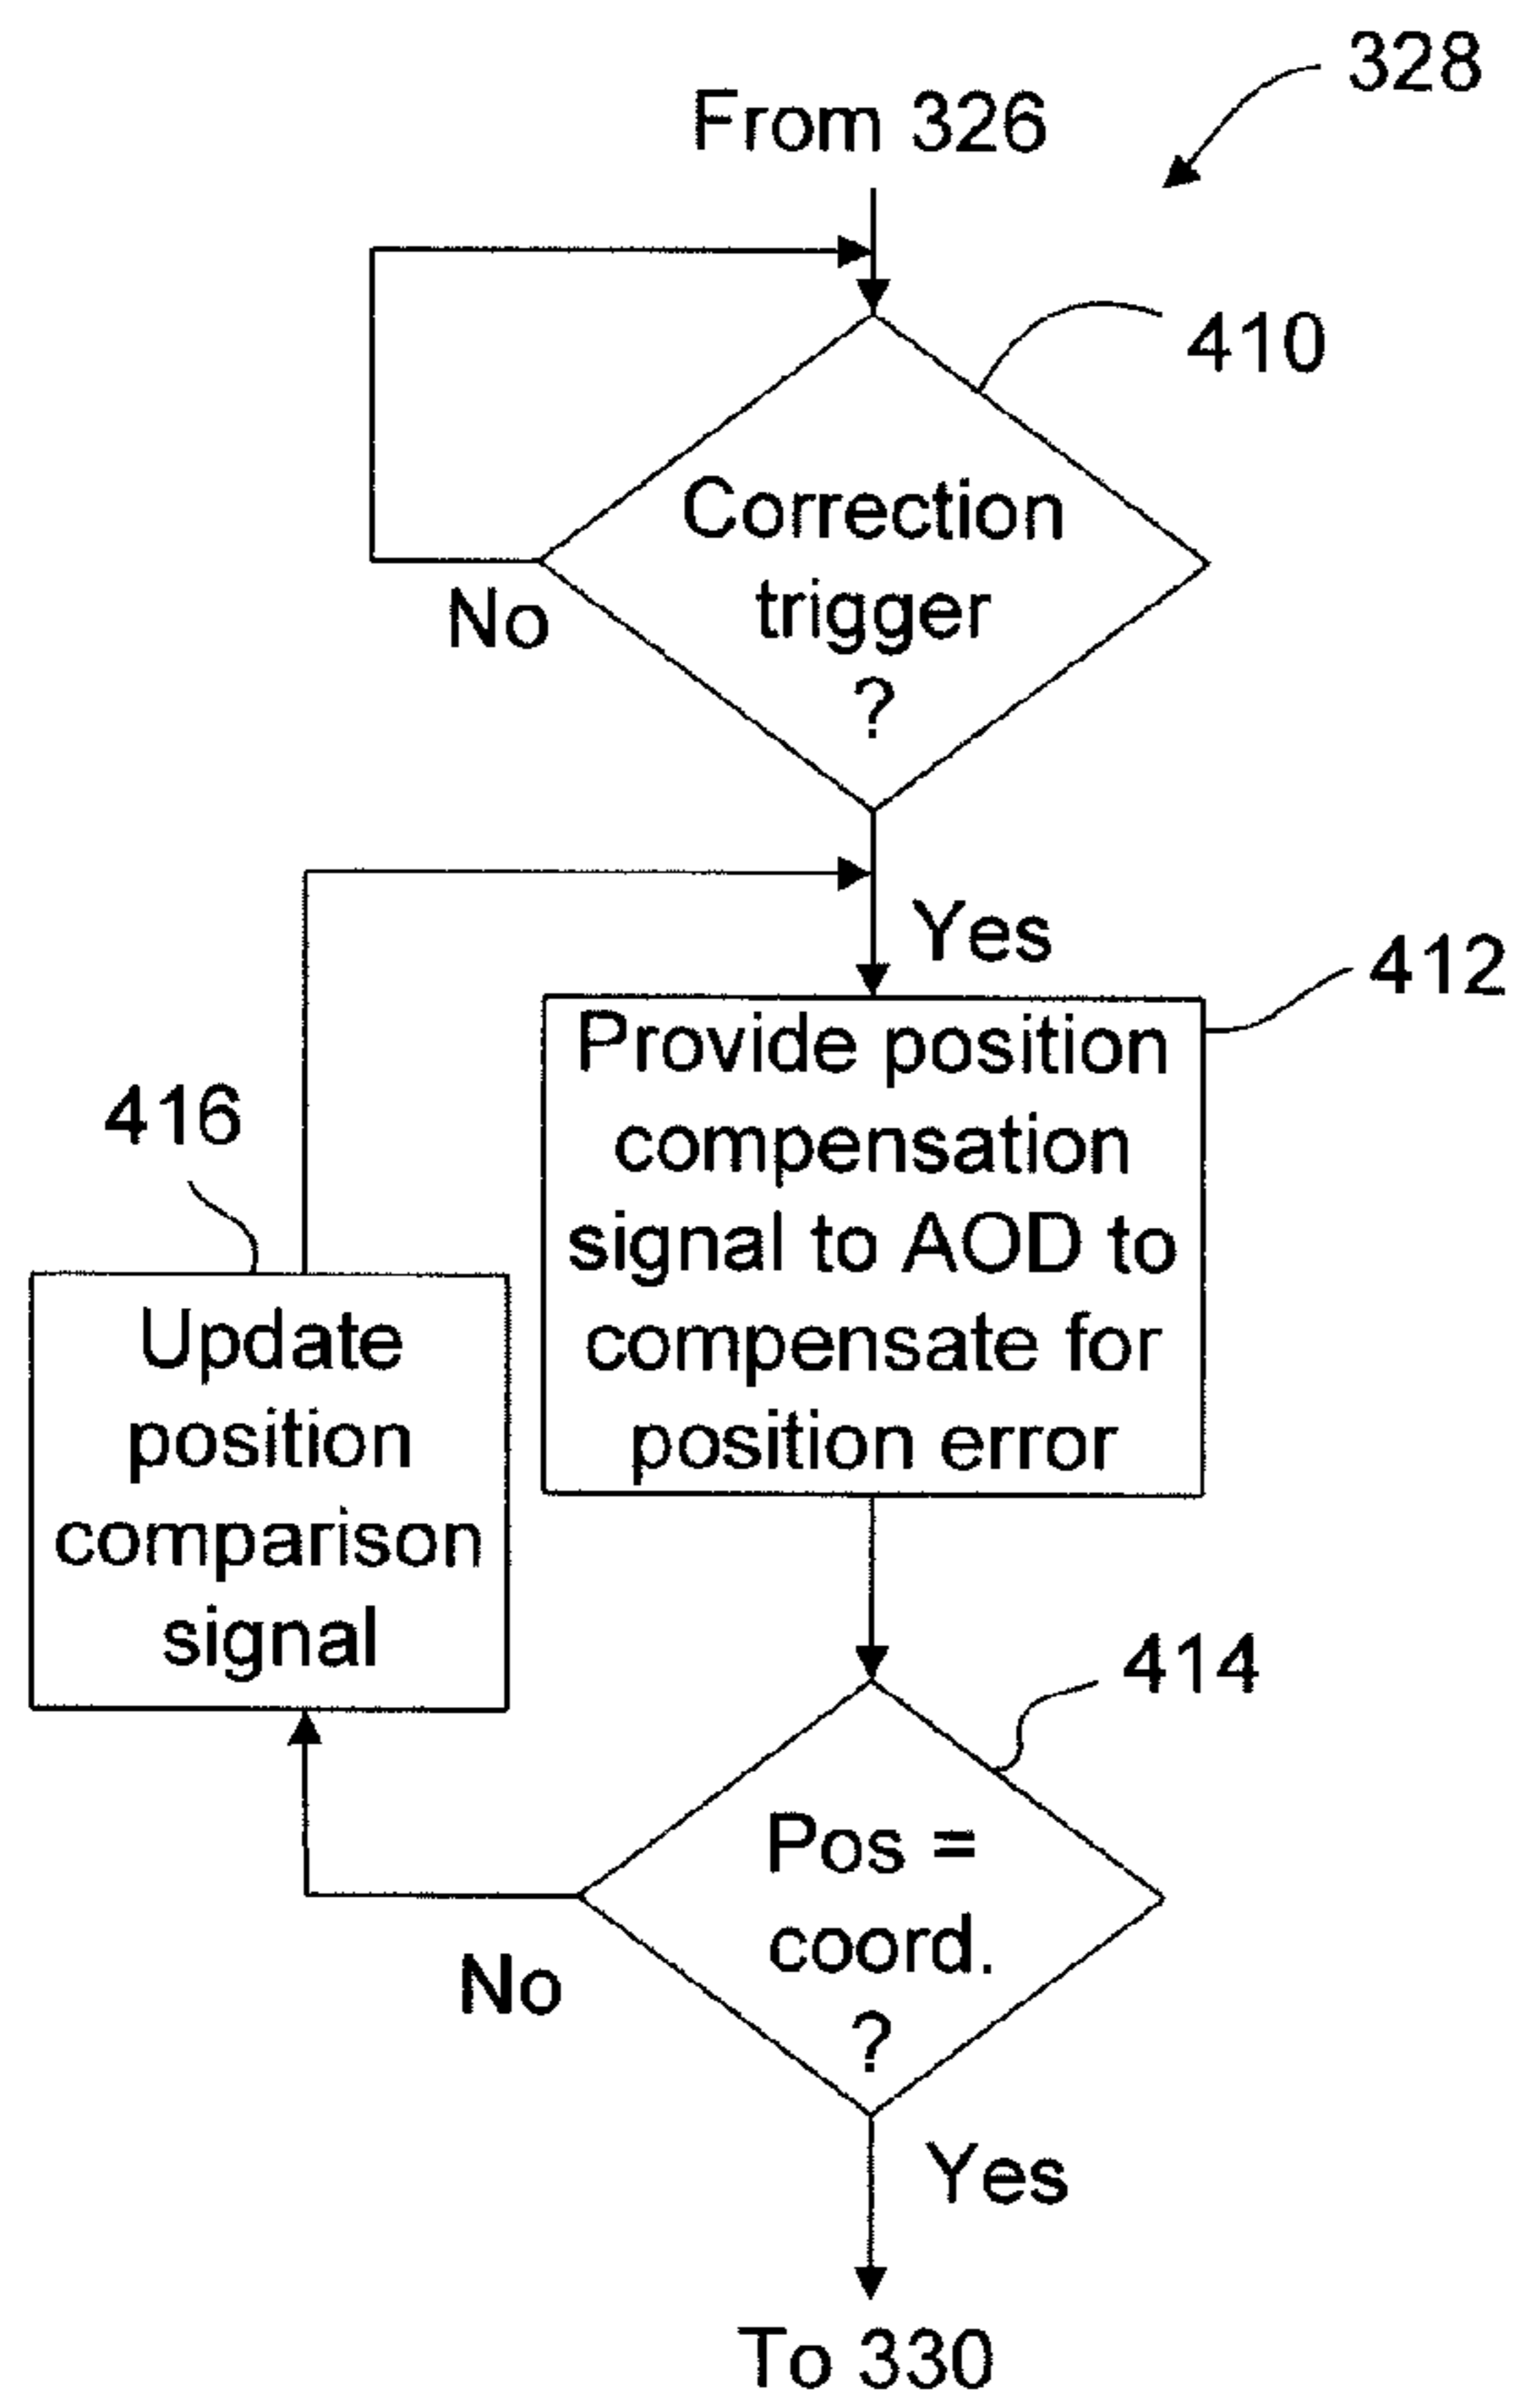 328
From 326
410
Correction
trigger
?
No
Yes
412
Provide position
compensation
signal to AOD to
compensate for
position error
416
Update
position
comparison
signal
414
Pos =
coord.
?
No
Yes
To 330